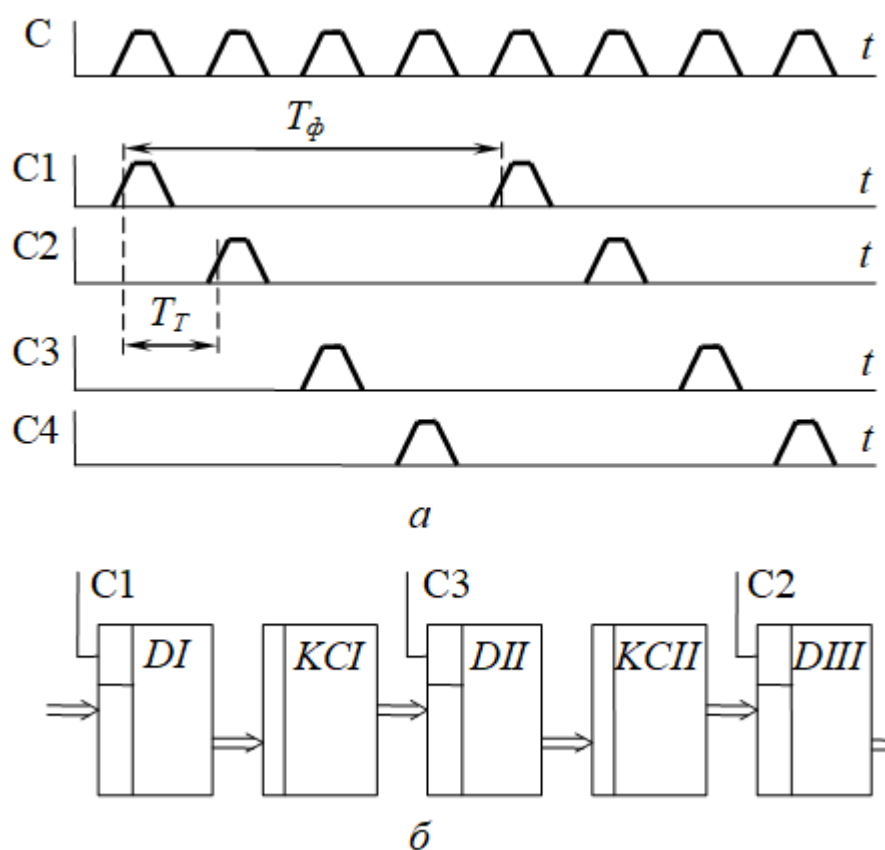 C t
Tф
C1 t
C2 t
TT
C3 t
C4 t
а
C1 C3 C2
DI KCI DII KCII DIII
б